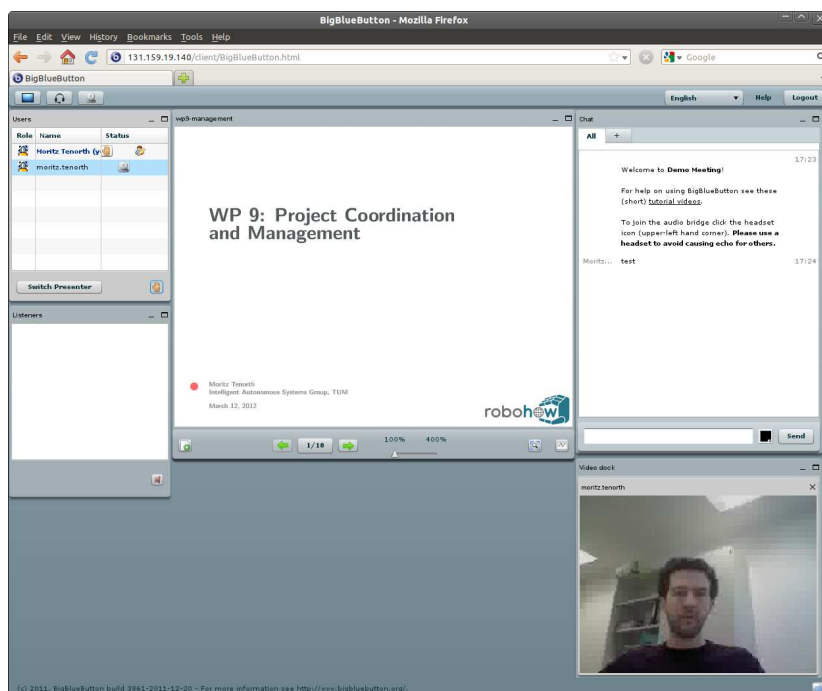 BigBlueButton - Mozilla Firefox
File Edit View History Bookmarks Tools Help
131.159.19.140/client/BigBlueButton.html
Google
BigBlueButton
English
Help
Logout
Users
Role Name Status
Moritz Tenorth (y
moritz.tenorth
Switch Presenter
Listeners
wp9-management
WP 9: Project Coordination
and Management
Moritz Tenorth
Intelligent Autonomous Systems Group, TUM
March 12, 2012
robohow
1/10
100% 400%
Chat
All +
17:23
Welcome to Demo Meeting!
For help on using BigBlueButton see these
(short) tutorial videos.
To join the audio bridge click the headset
icon (upper-left hand corner). Please use a
headset to avoid causing echo for others.
Moritz... test 17:24
Send
Video dock
moritz.tenorth
(c) 2011. BigBlueButton build 3861-2011-12-20 - For more information see http://www.bigbluebutton.org/.